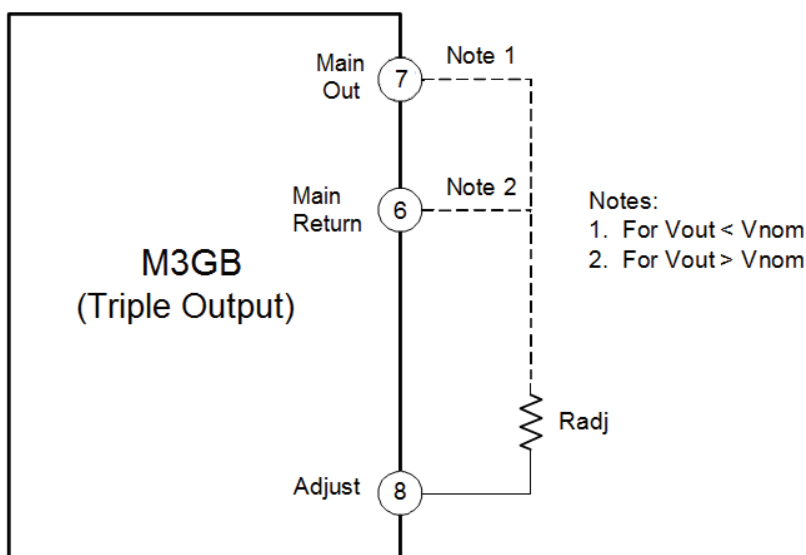 Main
Out
7
Note 1
Main
Return
6
Note 2
Notes:
1. For Vout < Vnom
2. For Vout > Vnom
M3GB
(Triple Output)
Radj
Adjust
8